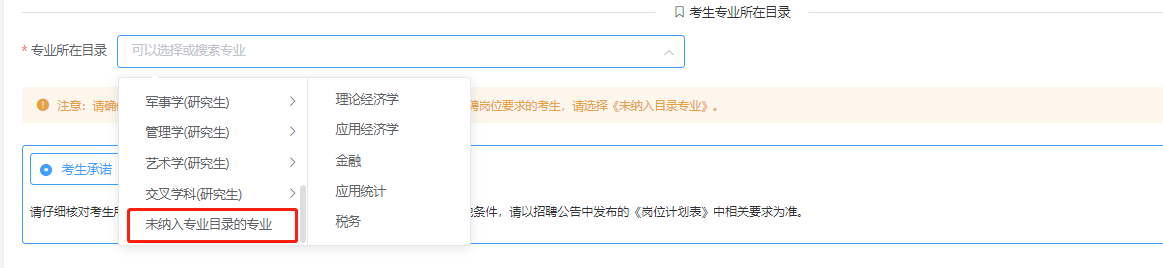 考生专业所在目录
* 专业所在目录 可以选择或搜索专业
军事学(研究生)
管理学(研究生)
艺术学(研究生)
交叉学科(研究生)
未纳入专业目录的专业
理论经济学
应用经济学
金融
应用统计
税务
注意：请确 聘岗位要求的考生，请选择《未纳入目录专业》。
考生承诺
请仔细核对考生 条件，请以招聘公告中发布的《岗位计划表》中相关要求为准。